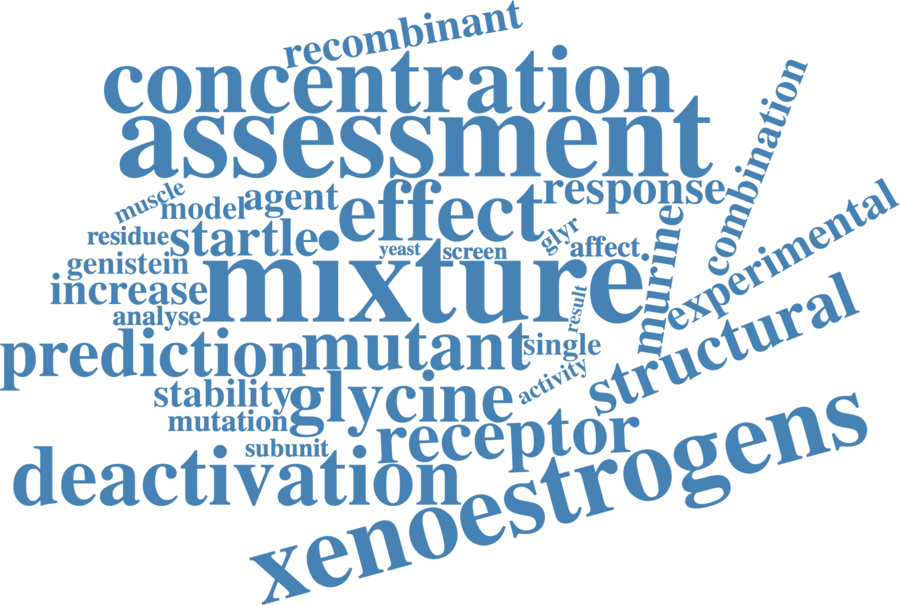 recombinant
concentration
assessment
combination
muscle
model
agent
effect
response
residue
startle
yeast
screen
glyr
affect
murine
experimental
genistein
mixture
increase
result
analyse
prediction
mutant
single
structural
stability
glycine
activity
mutation
receptor
subunit
deactivation
xenoestrogens